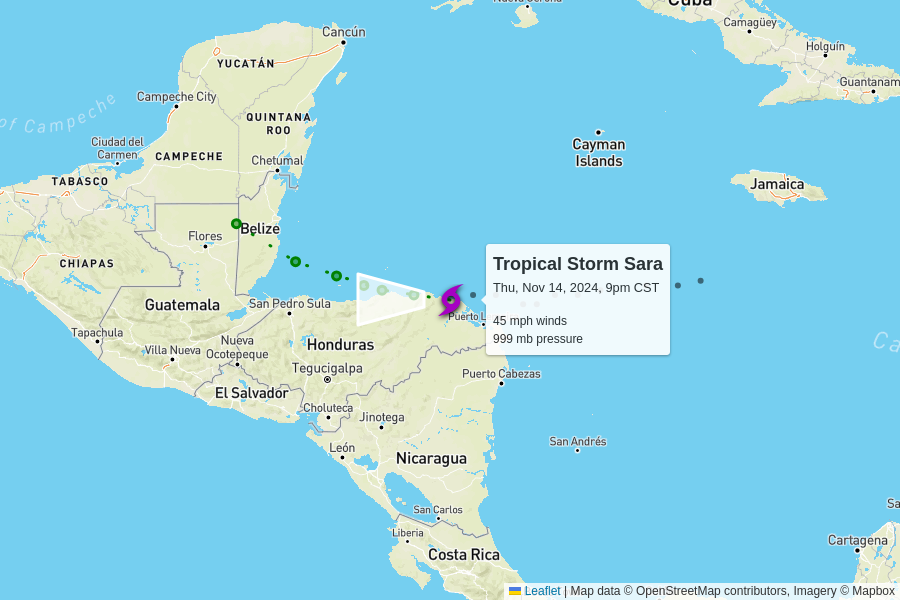 Nueva Gerona
Cuba
Camagüey
Holguín
Guantanam
Cancún
YUCATÁN
Campeche City
of Campeche
QUINTANA
ROO
Ciudad del
Carmen
CAMPECHE
Chetumal
TABASCO
Cayman
Islands
Jamaica
Belize
Flores
CHIAPAS
Tropical Storm Sara
Thu, Nov 14, 2024, 9pm CST
45 mph winds
999 mb pressure
Guatemala
San Pedro Sula
Puerto L
Tapachula
Nueva
Ocotepeque
Villa Nueva
Honduras
Tegucigalpa
Ca
Puerto Cabezas
El Salvador
Choluteca
Jinotega
León
San Andrés
Nicaragua
San Carlos
Liberia
Costa Rica
Sa
Cartagena
Leaflet | Map data © OpenStreetMap contributors, Imagery © Mapbox